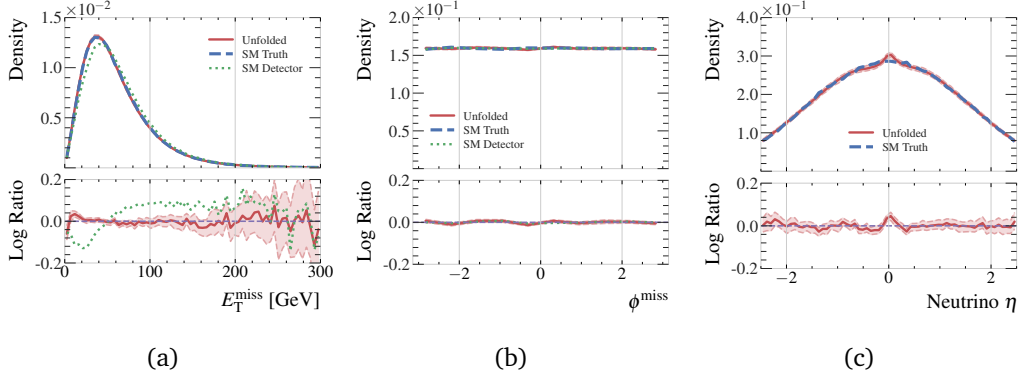 ×10⁻²
1.5
1.0
0.5
Density
Unfolded
SM Truth
SM Detector
0.2
0.0
-0.2
Log Ratio
0 100 200 300
E_T^miss [GeV]
(a)
×10⁻¹
2.0
1.5
1.0
0.5
Density
Unfolded
SM Truth
SM Detector
0.2
0.0
-0.2
Log Ratio
−2 0 2
ϕ^miss
(b)
×10⁻¹
4.0
3.0
2.0
1.0
Density
Unfolded
SM Truth
0.2
0.0
-0.2
Log Ratio
−2 0 2
Neutrino η
(c)